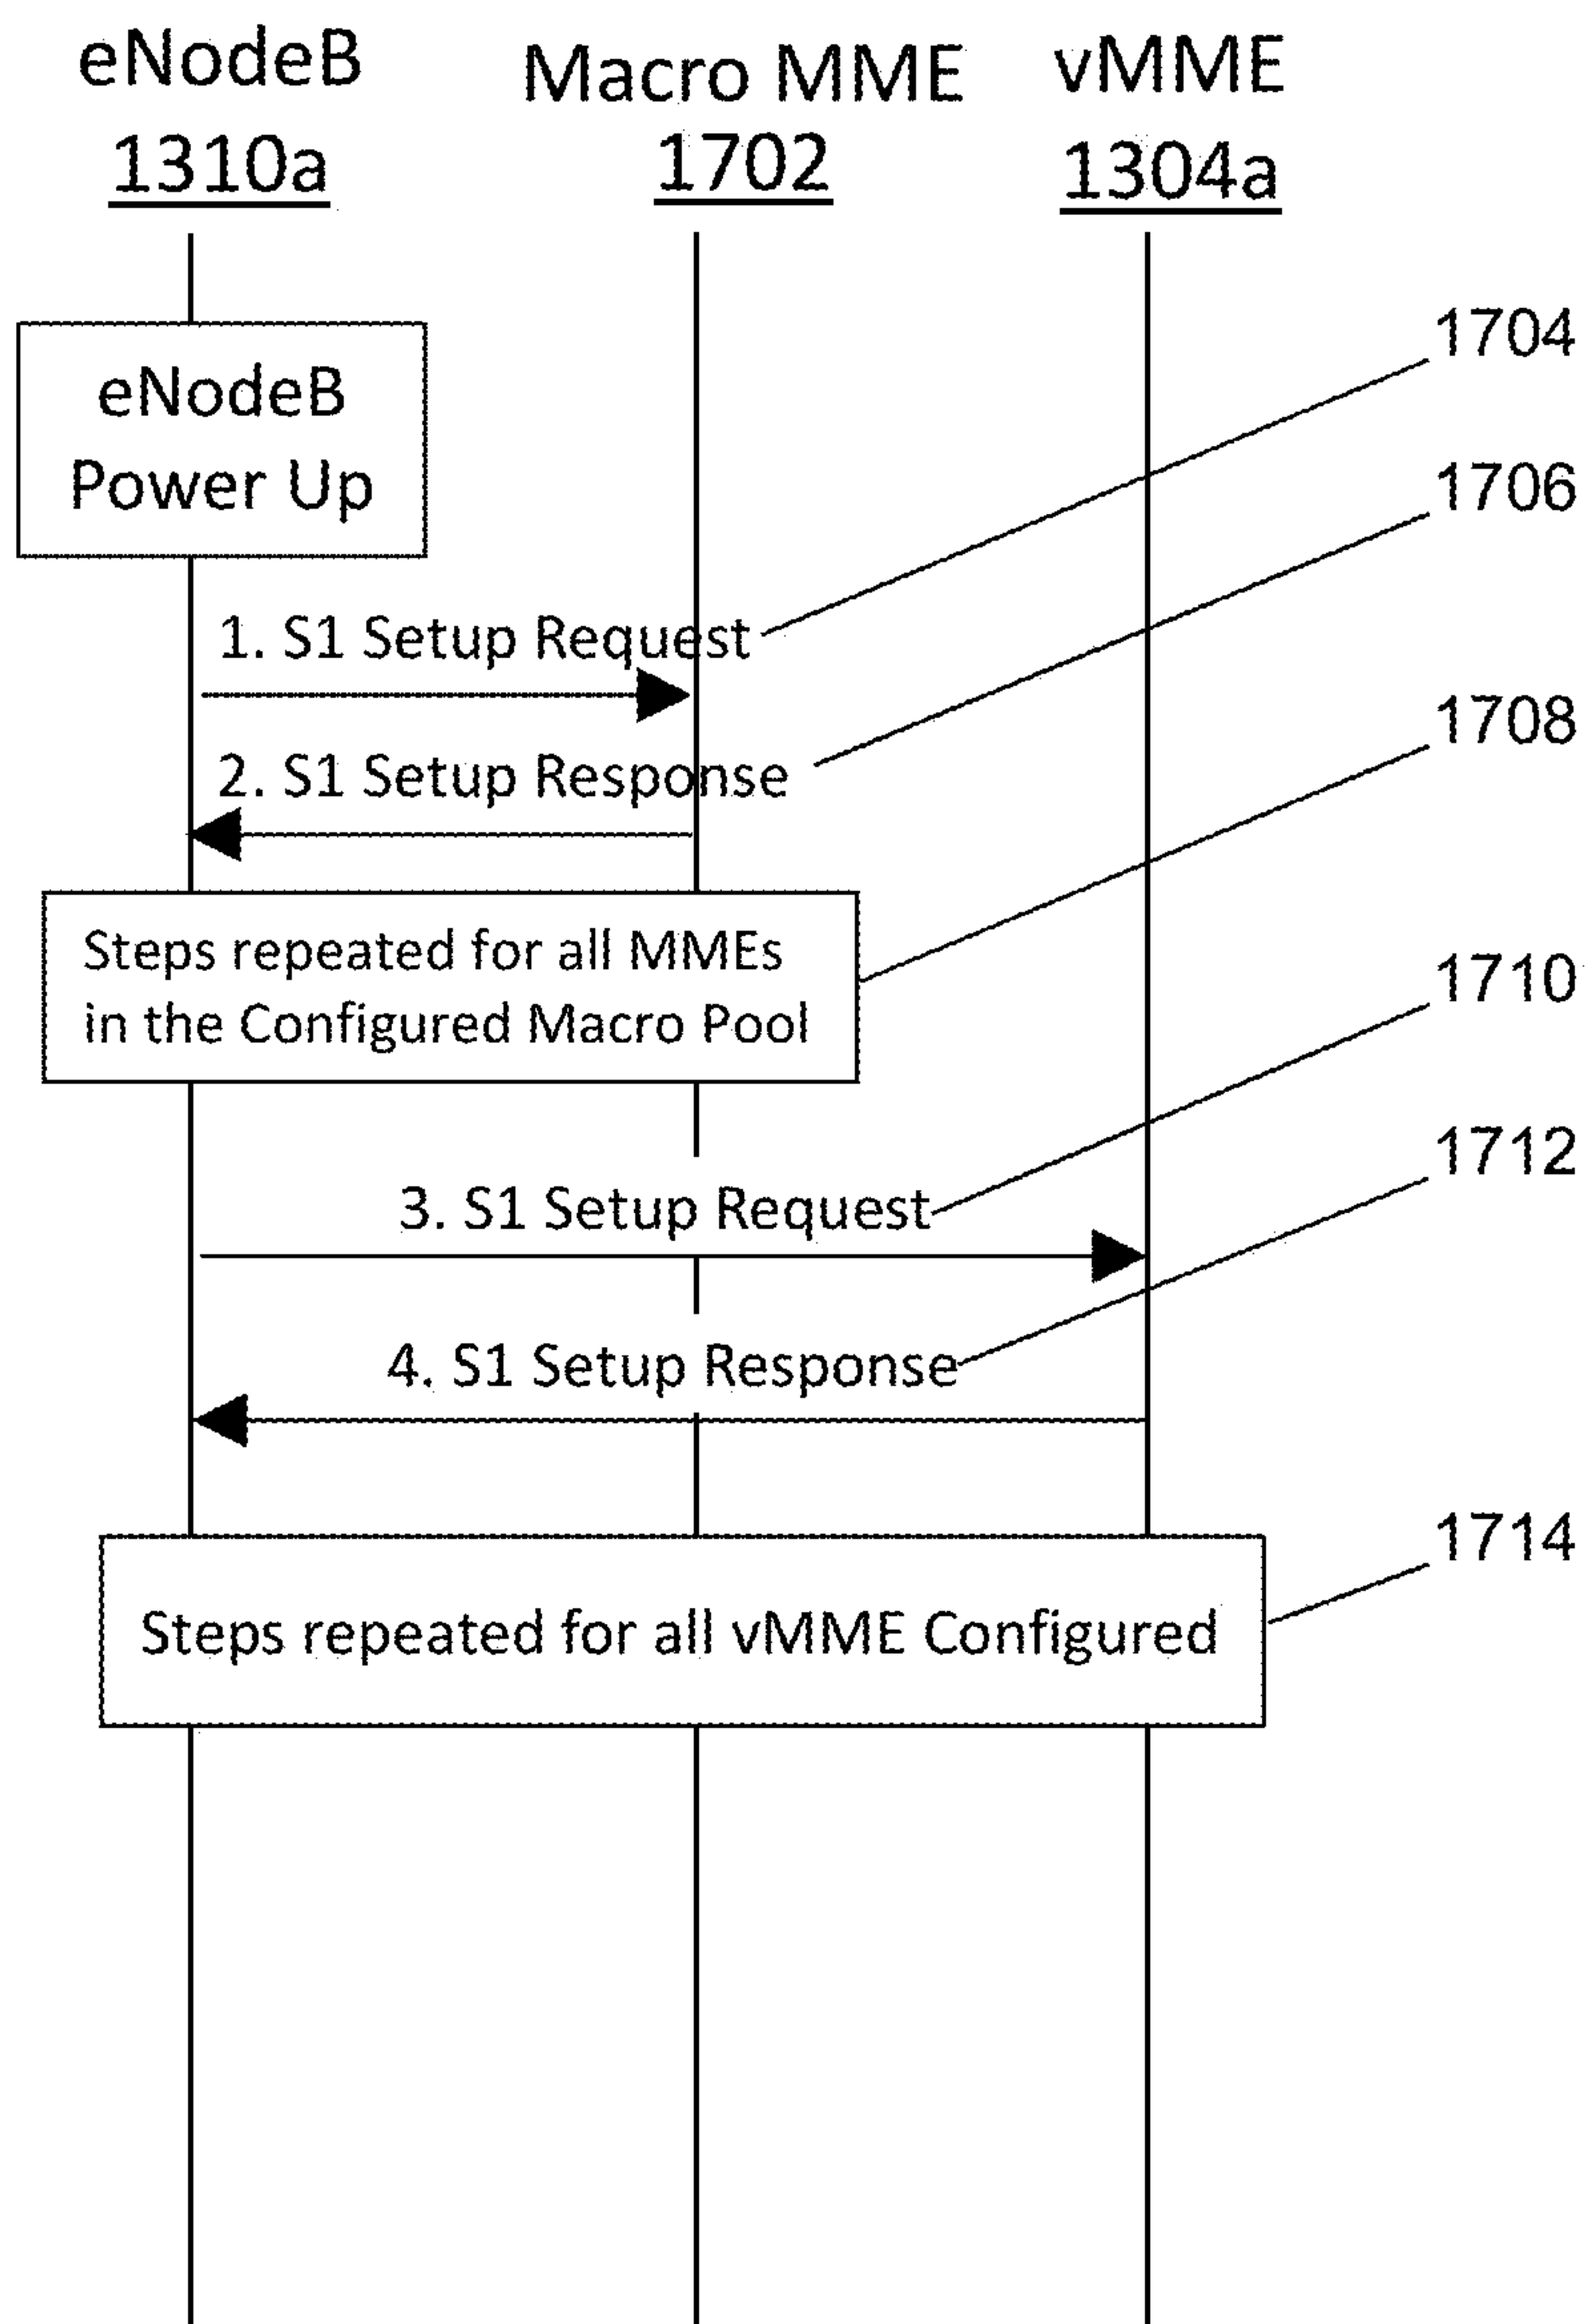 eNodeB
1310a
Macro MME
1702
vMME
1304a
eNodeB
Power Up
1704
1706
1. S1 Setup Request
2. S1 Setup Response
1708
Steps repeated for all MMEs
in the Configured Macro Pool
1710
3. S1 Setup Request
1712
4. S1 Setup Response
1714
Steps repeated for all vMME Configured